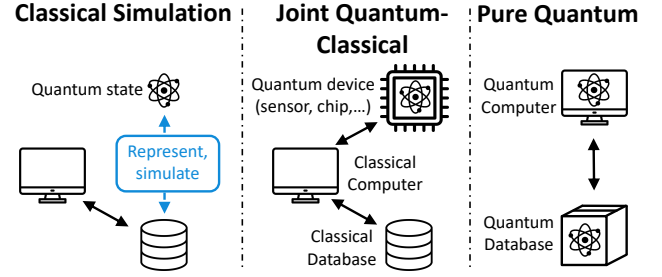 Classical Simulation
Quantum state
Represent,
simulate
Joint Quantum-
Classical
Quantum device
(sensor, chip,...)
Classical
Computer
Classical
Database
Pure Quantum
Quantum
Computer
Quantum
Database